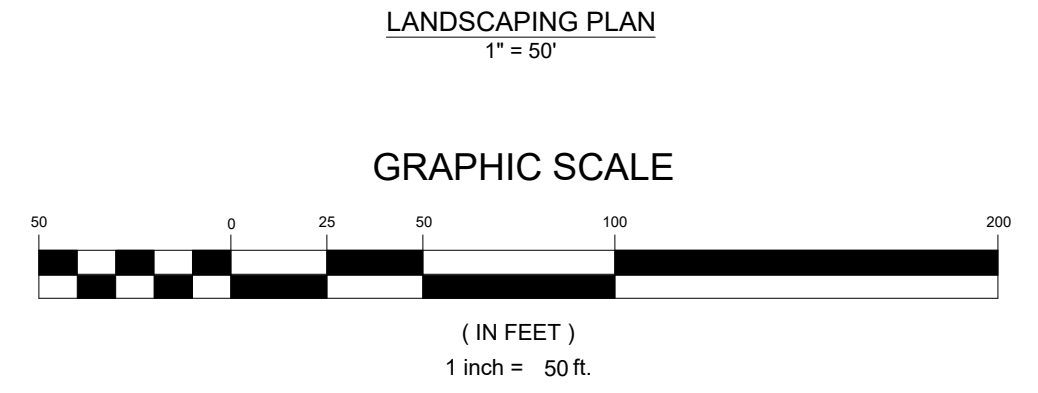 LANDSCAPING PLAN
1" = 50'
GRAPHIC SCALE
50 0 25 50 100 200
( IN FEET )
1 inch = 50 ft.